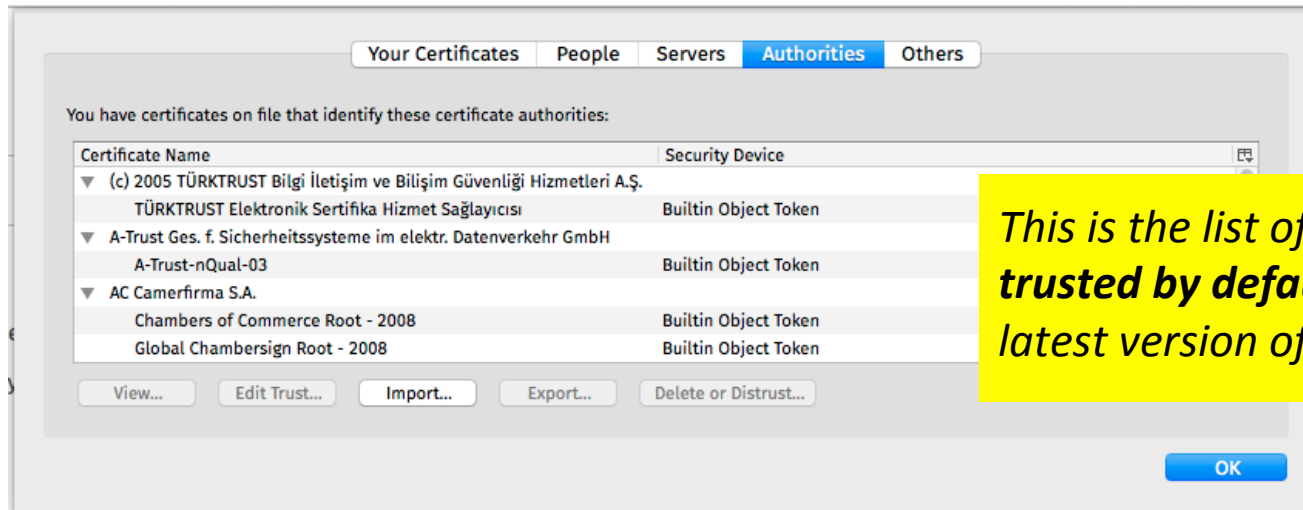 Your Certificates People Servers Authorities Others
You have certificates on file that identify these certificate authorities:
Certificate Name Security Device
(c) 2005 TÜRKTRUST Bilgi İletişim ve Bilişim Güvenliği Hizmetleri A.Ş.
TÜRKTRUST Elektronik Sertifika Hizmet Sağlayıcısı Builtin Object Token
A-Trust Ges. f. Sicherheitssysteme im elektr. Datenverkehr GmbH
A-Trust-nQual-03 Builtin Object Token
AC Camerfirma S.A.
Chambers of Commerce Root - 2008 Builtin Object Token
Global Chambersign Root - 2008 Builtin Object Token
View... Edit Trust... Import... Export... Delete or Distrust...
OK
This is the list of
trusted by defa
latest version of